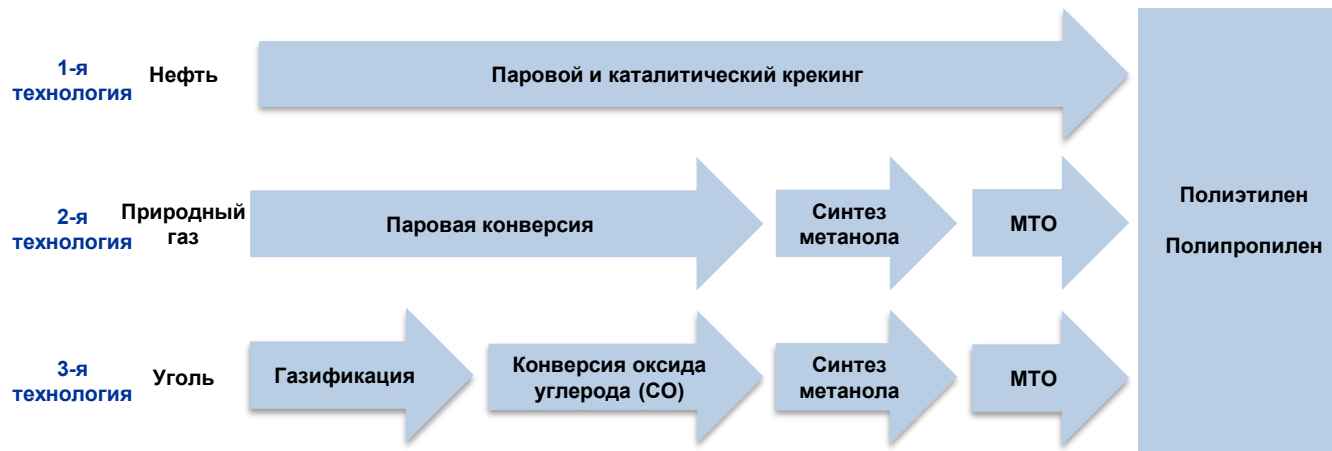 1-я
технология
Нефть
Паровой и каталитический крекинг
2-я
технология
Природный
газ
Паровая конверсия
Синтез
метанола
МТО
3-я
технология
Уголь
Газификация
Конверсия оксида
углерода (СО)
Синтез
метанола
МТО
Полиэтилен
Полипропилен